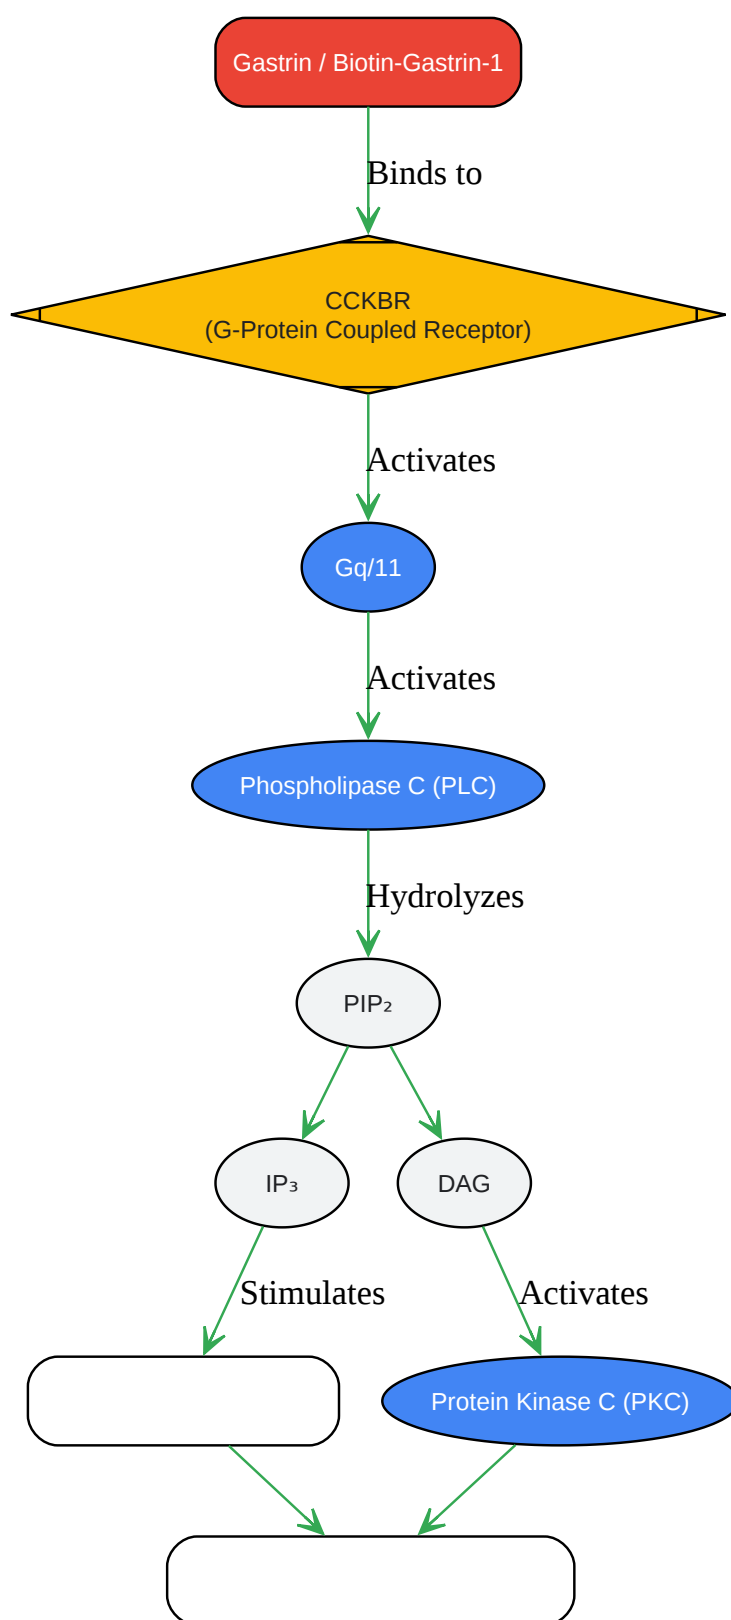 Gastrin / Biotin-Gastrin-1
Binds to
CCKBR
(G-Protein Coupled Receptor)
Activates
Gq/11
Activates
Phospholipase C (PLC)
Hydrolyzes
PIP₂
IP₃
DAG
Stimulates
Activates
Protein Kinase C (PKC)